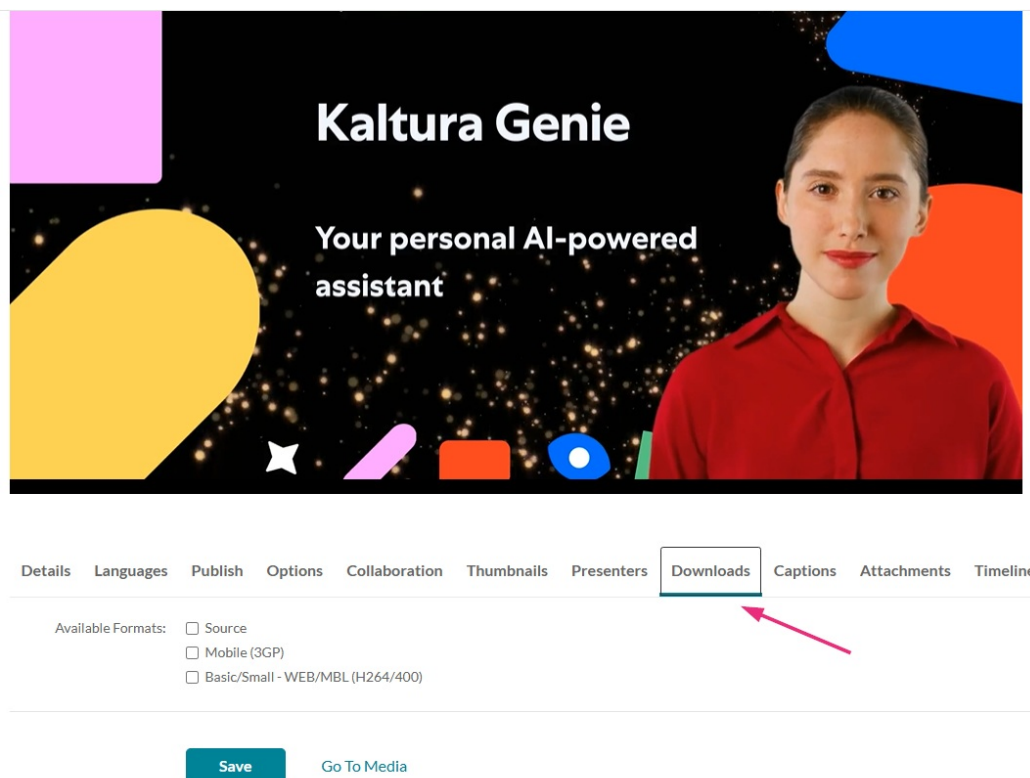 Kaltura Genie
Your personal AI-powered
assistant
Details Languages Publish Options Collaboration Thumbnails Presenters Downloads Captions Attachments Timeline
Available Formats: Source
Mobile (3GP)
Basic/Small - WEB/MBL (H264/400)
Save Go To Media